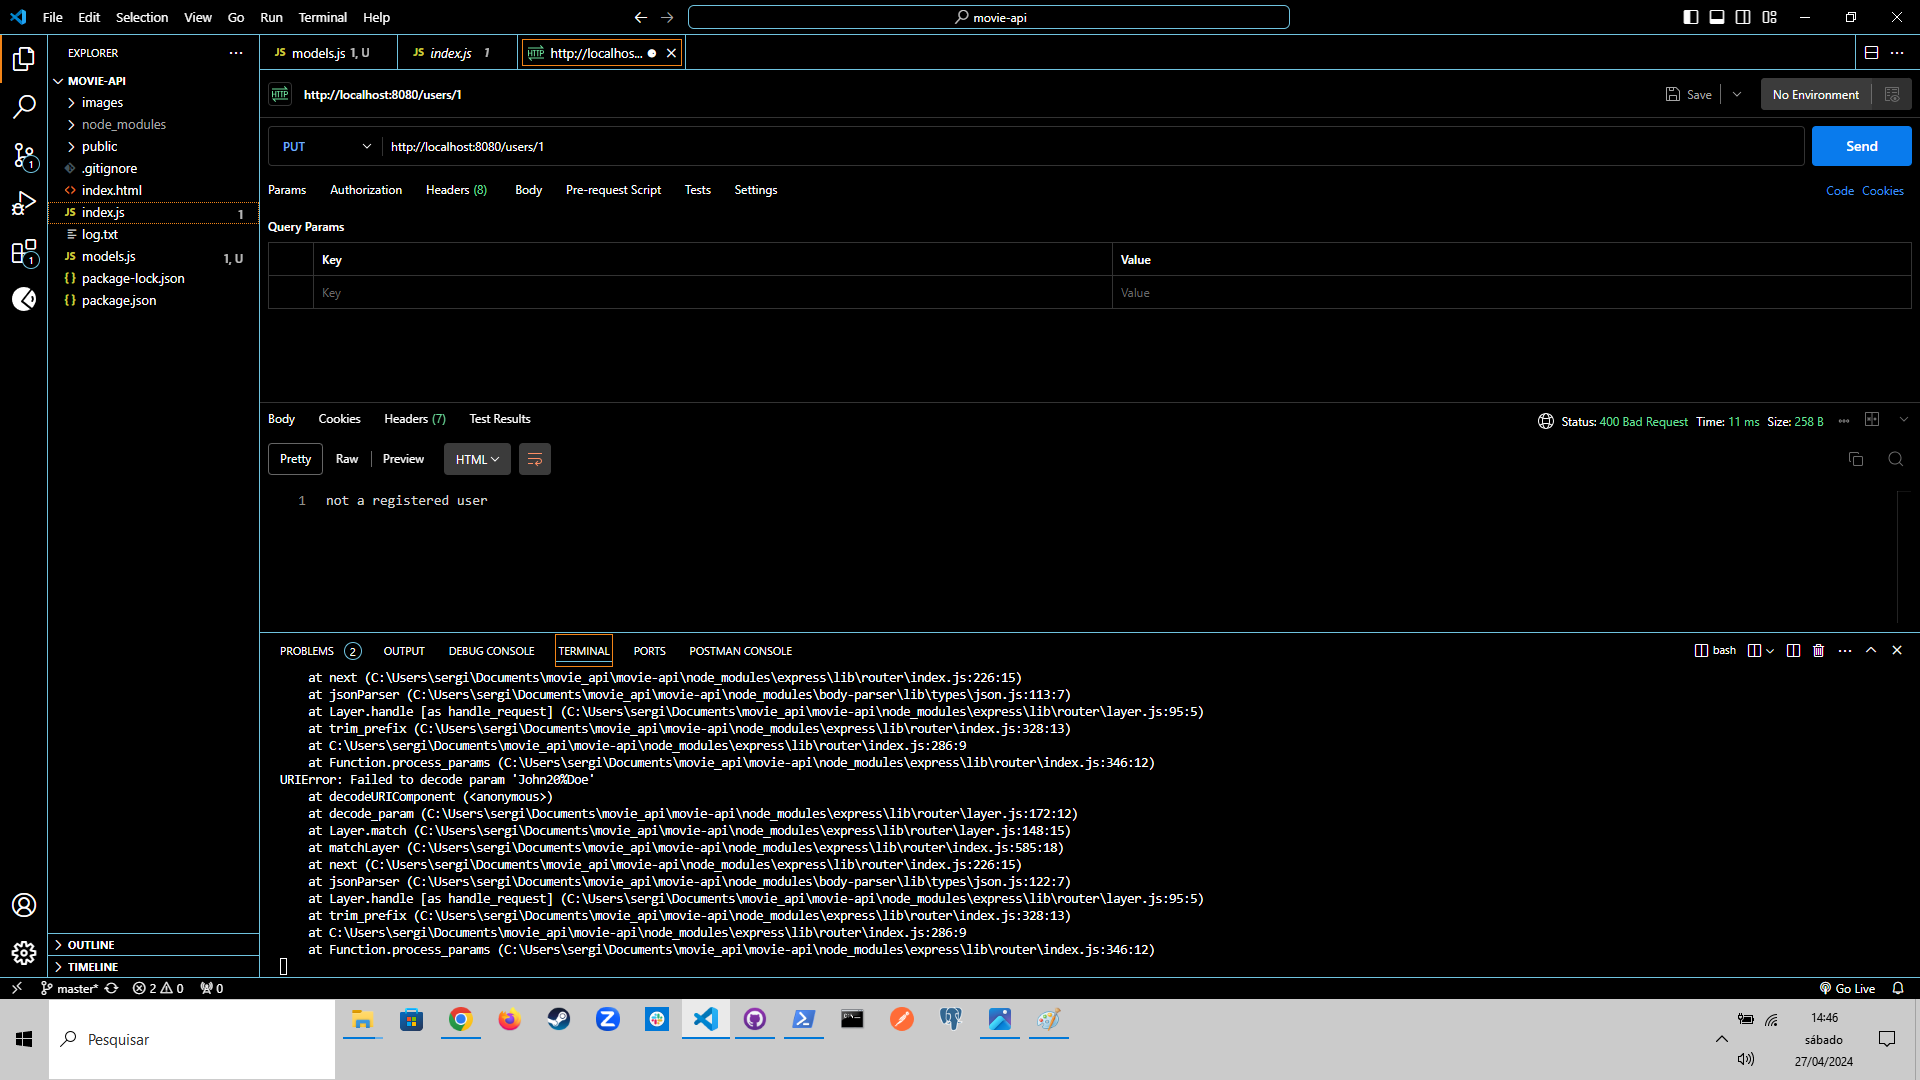 File Edit Selection View Go Run Terminal Help
movie-api
EXPLORER
models.js 1, U
index.js 1
http://localhos...
MOVIE-API
images
node_modules
public
.gitignore
index.html
index.js 1
log.txt
models.js 1, U
package-lock.json
package.json
OUTLINE
TIMELINE
HTTP http://localhost:8080/users/1
Save
No Environment
PUT http://localhost:8080/users/1
Send
Params Authorization Headers (8) Body Pre-request Script Tests Settings
Code Cookies
Query Params
Key Value
Key Value
Body Cookies Headers (7) Test Results
Status: 400 Bad Request Time: 11 ms Size: 258 B
Pretty Raw Preview HTML
1 not a registered user
PROBLEMS 2 OUTPUT DEBUG CONSOLE TERMINAL PORTS POSTMAN CONSOLE
bash
at next (C:\Users\sergi\Documents\movie_api\movie-api\node_modules\express\lib\router\index.js:226:15)
at jsonParser (C:\Users\sergi\Documents\movie_api\movie-api\node_modules\body-parser\lib\types\json.js:113:7)
at Layer.handle [as handle_request] (C:\Users\sergi\Documents\movie_api\movie-api\node_modules\express\lib\router\layer.js:95:5)
at trim_prefix (C:\Users\sergi\Documents\movie_api\movie-api\node_modules\express\lib\router\index.js:328:13)
at C:\Users\sergi\Documents\movie_api\movie-api\node_modules\express\lib\router\index.js:286:9
at Function.process_params (C:\Users\sergi\Documents\movie_api\movie-api\node_modules\express\lib\router\index.js:346:12)
URIError: Failed to decode param 'John20%Doe'
at decodeURIComponent (<anonymous>)
at decode_param (C:\Users\sergi\Documents\movie_api\movie-api\node_modules\express\lib\router\layer.js:172:12)
at Layer.match (C:\Users\sergi\Documents\movie_api\movie-api\node_modules\express\lib\router\layer.js:148:15)
at matchLayer (C:\Users\sergi\Documents\movie_api\movie-api\node_modules\express\lib\router\index.js:585:18)
at next (C:\Users\sergi\Documents\movie_api\movie-api\node_modules\express\lib\router\index.js:226:15)
at jsonParser (C:\Users\sergi\Documents\movie_api\movie-api\node_modules\body-parser\lib\types\json.js:122:7)
at Layer.handle [as handle_request] (C:\Users\sergi\Documents\movie_api\movie-api\node_modules\express\lib\router\layer.js:95:5)
at trim_prefix (C:\Users\sergi\Documents\movie_api\movie-api\node_modules\express\lib\router\index.js:328:13)
at C:\Users\sergi\Documents\movie_api\movie-api\node_modules\express\lib\router\index.js:286:9
at Function.process_params (C:\Users\sergi\Documents\movie_api\movie-api\node_modules\express\lib\router\index.js:346:12)
master* 2 0 0
Go Live
Pesquisar
14:46
sábado
27/04/2024